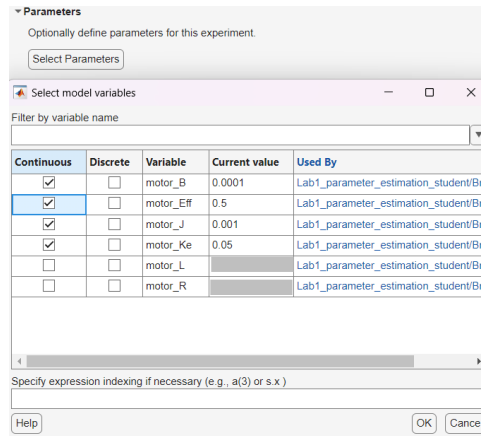 Parameters
Optionally define parameters for this experiment.
Select Parameters
Select model variables
Filter by variable name
Continuous Discrete Variable Current value Used By
motor_B 0.0001 Lab1_parameter_estimation_student/Br
motor_Eff 0.5 Lab1_parameter_estimation_student/Br
motor_J 0.001 Lab1_parameter_estimation_student/Br
motor_Ke 0.05 Lab1_parameter_estimation_student/Br
motor_L Lab1_parameter_estimation_student/Br
motor_R Lab1_parameter_estimation_student/Br
Specify expression indexing if necessary (e.g., a(3) or s.x )
Help OK Cance